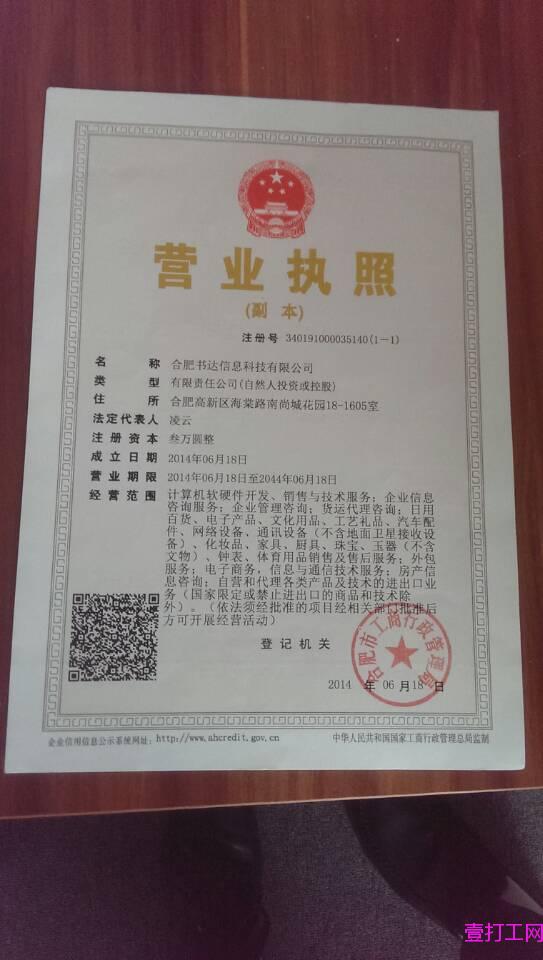 营业执照
(副本)
注册号 340191000035140(1-1)
名称 合肥书达信息科技有限公司
类型 有限责任公司(自然人投资或控股)
住所 合肥高新区海棠路南尚城花园18-1605室
法定代表人 凌云
注册资本 叁万圆整
成立日期 2014年06月18日
营业期限 2014年06月18日至2044年06月18日
经营范围 计算机软硬件开发、销售与技术服务；企业信息
咨询服务；企业管理咨询；货运代理咨询；日用
百货、电子产品、文化用品、工艺礼品、汽车配
件、网络设备、通讯设备（不含地面卫星接收设
备）、化妆品、家具、厨具、珠宝、玉器（不含
文物）、钟表、体育用品销售及售后服务；外包
服务；电子商务，信息与通信技术服务；房产信
息咨询；自营和代理各类产品及技术的进出口业
务（国家限定或禁止进出口的商品和技术除
外）。（依法须经批准的项目经相关部门批准后
方可开展经营活动）
登记机关
合肥市工商行政管理局
2014 年 06 月 18 日
企业信用信息公示系统网址：http://www.ahcredit.gov.cn
中华人民共和国国家工商行政管理总局监制
壹打工网